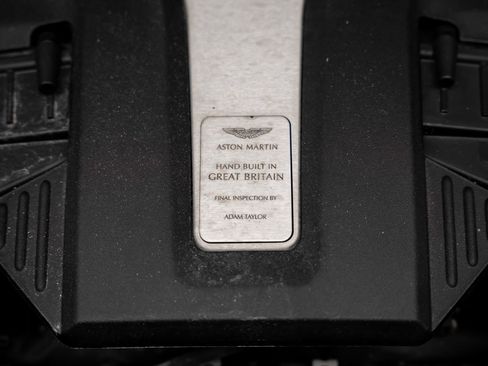 ASTON MARTIN
HAND BUILT IN
GREAT BRITAIN
FINAL INSPECTION BY
ADAM TAYLOR